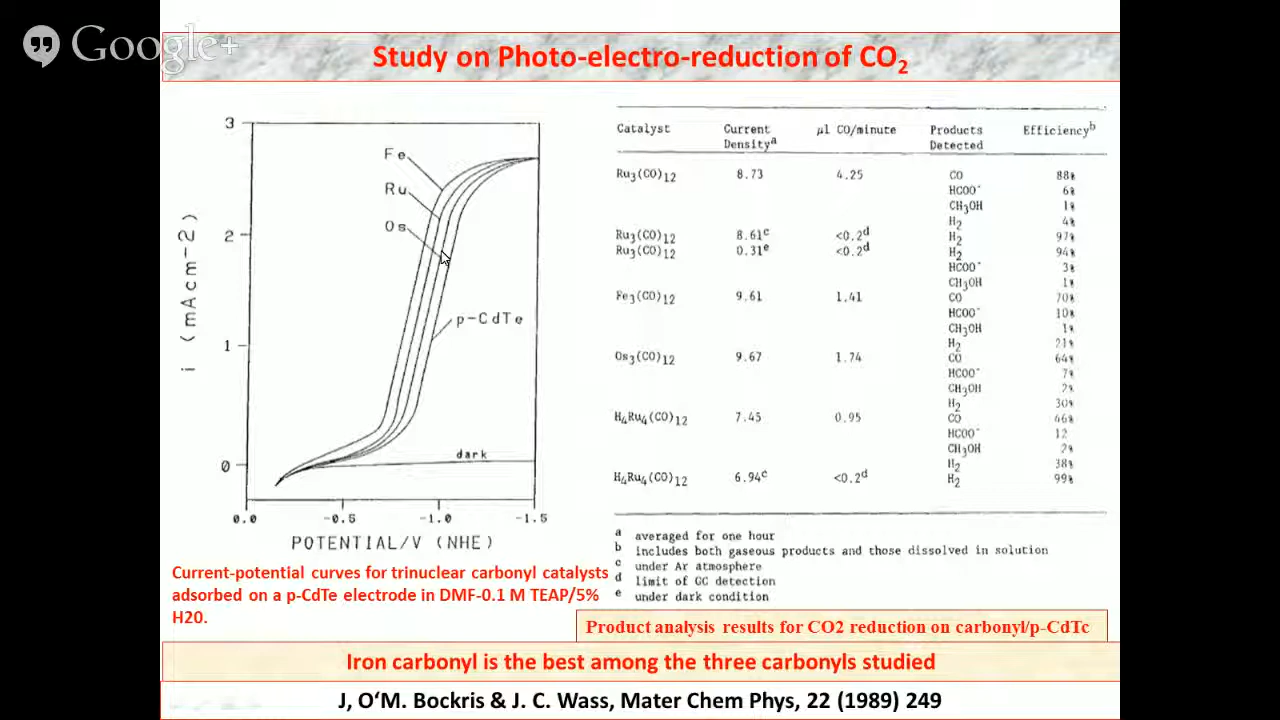 Google+
Study on Photo-electro-reduction of CO₂
3
Fe
Ru
Os
2
p-CdTe
1
dark
0
i (mAcm-2)
0.0 -0.5 -1.0 -1.5
POTENTIAL/V (NHE)
Current-potential curves for trinuclear carbonyl catalysts
adsorbed on a p-CdTe electrode in DMF-0.1 M TEAP/5%
H20.
Catalyst Current Densityᵃ µl CO/minute Products Detected Efficiencyᵇ
Ru₃(CO)₁₂ 8.73 4.25 CO 88%
HCOO⁻ 6%
CH₃OH 1%
H₂ 4%
Ru₃(CO)₁₂ 8.61ᶜ <0.2ᵈ H₂ 97%
Ru₃(CO)₁₂ 0.31ᵉ <0.2ᵈ H₂ 94%
HCOO⁻ 3%
CH₃OH 1%
Fe₃(CO)₁₂ 9.61 1.41 CO 70%
HCOO⁻ 10%
CH₃OH 1%
H₂ 21%
Os₃(CO)₁₂ 9.67 1.74 CO 64%
HCOO⁻ 7%
CH₃OH 2%
H₂ 30%
H₄Ru₄(CO)₁₂ 7.45 0.95 CO 46%
HCOO⁻ 12
CH₃OH 2%
H₂ 38%
H₄Ru₄(CO)₁₂ 6.94ᶜ <0.2ᵈ H₂ 99%
a averaged for one hour
b includes both gaseous products and those dissolved in solution
c under Ar atmosphere
d limit of GC detection
e under dark condition
Product analysis results for CO2 reduction on carbonyl/p-CdTc
Iron carbonyl is the best among the three carbonyls studied
J, O‘M. Bockris & J. C. Wass, Mater Chem Phys, 22 (1989) 249